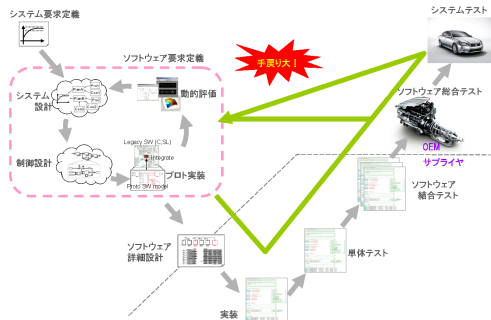 システム要求定義
システムテスト
ソフトウェア要求定義
手戻り大！
動的評価
システム
設計
ソフトウェア総合テスト
Legacy SW (C,SL)
Integrate
OEM
サプライヤ
制御設計
プロト実装
Proto SW model
ソフトウェア
結合テスト
ソフトウェア
詳細設計
単体テスト
実装